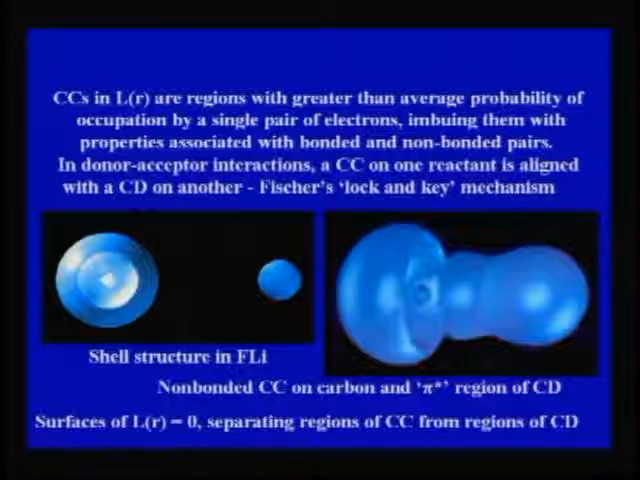 CCs in L(r) are regions with greater than average probability of
occupation by a single pair of electrons, imbuing them with
properties associated with bonded and non-bonded pairs.
In donor-acceptor interactions, a CC on one reactant is aligned
with a CD on another - Fischer's 'lock and key' mechanism
Shell structure in FLi
Nonbonded CC on carbon and 'π*' region of CD
Surfaces of L(r) = 0, separating regions of CC from regions of CD